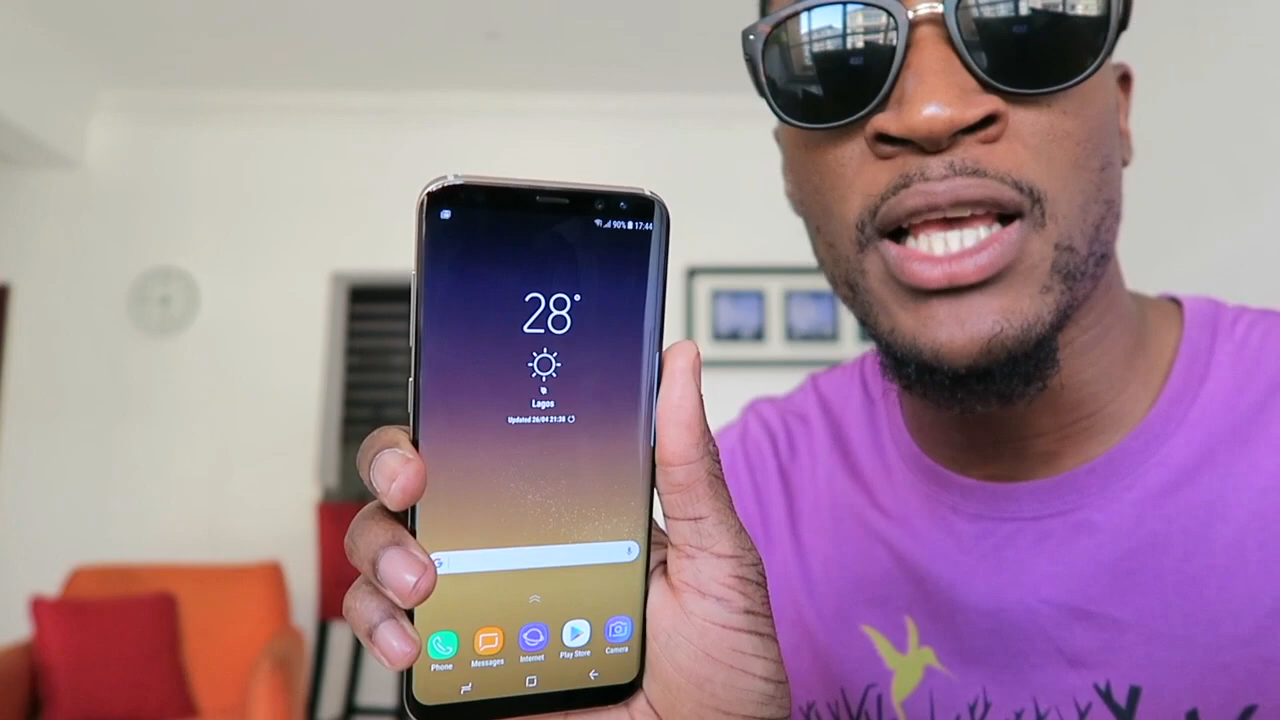 90% 17:44
28°
Lagos
Updated 26/04 21:38
G
Phone Messages Internet Play Store Camera